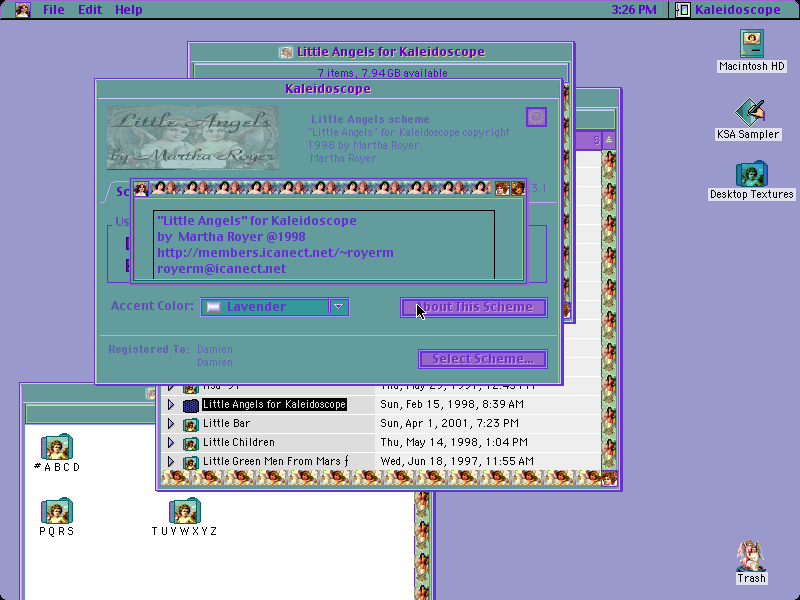 File Edit Help
3:26 PM Kaleidoscope
Little Angels for Kaleidoscope
7 items, 7.94 GB available
Kaleidoscope
Little Angels
by Martha Royer
Little Angels scheme
"Little Angels" for Kaleidoscope copyright
1998 by Martha Royer
Martha Royer
3.1
"Little Angels" for Kaleidoscope
by Martha Royer @1998
http://members.icanect.net/~royerm
royerm@icanect.net
Accent Color:
Lavender
About This Scheme
Registered To:
Damien
Damien
Select Scheme...
Little Angels for Kaleidoscope Sun, Feb 15, 1998, 8:39 AM
Little Bar Sun, Apr 1, 2001, 7:23 PM
Little Children Thu, May 14, 1998, 1:04 PM
Little Green Men From Mars ƒ Wed, Jun 18, 1997, 11:55 AM
#ABCD
PQRS
TUVWXYZ
Macintosh HD
KSA Sampler
Desktop Textures
Trash